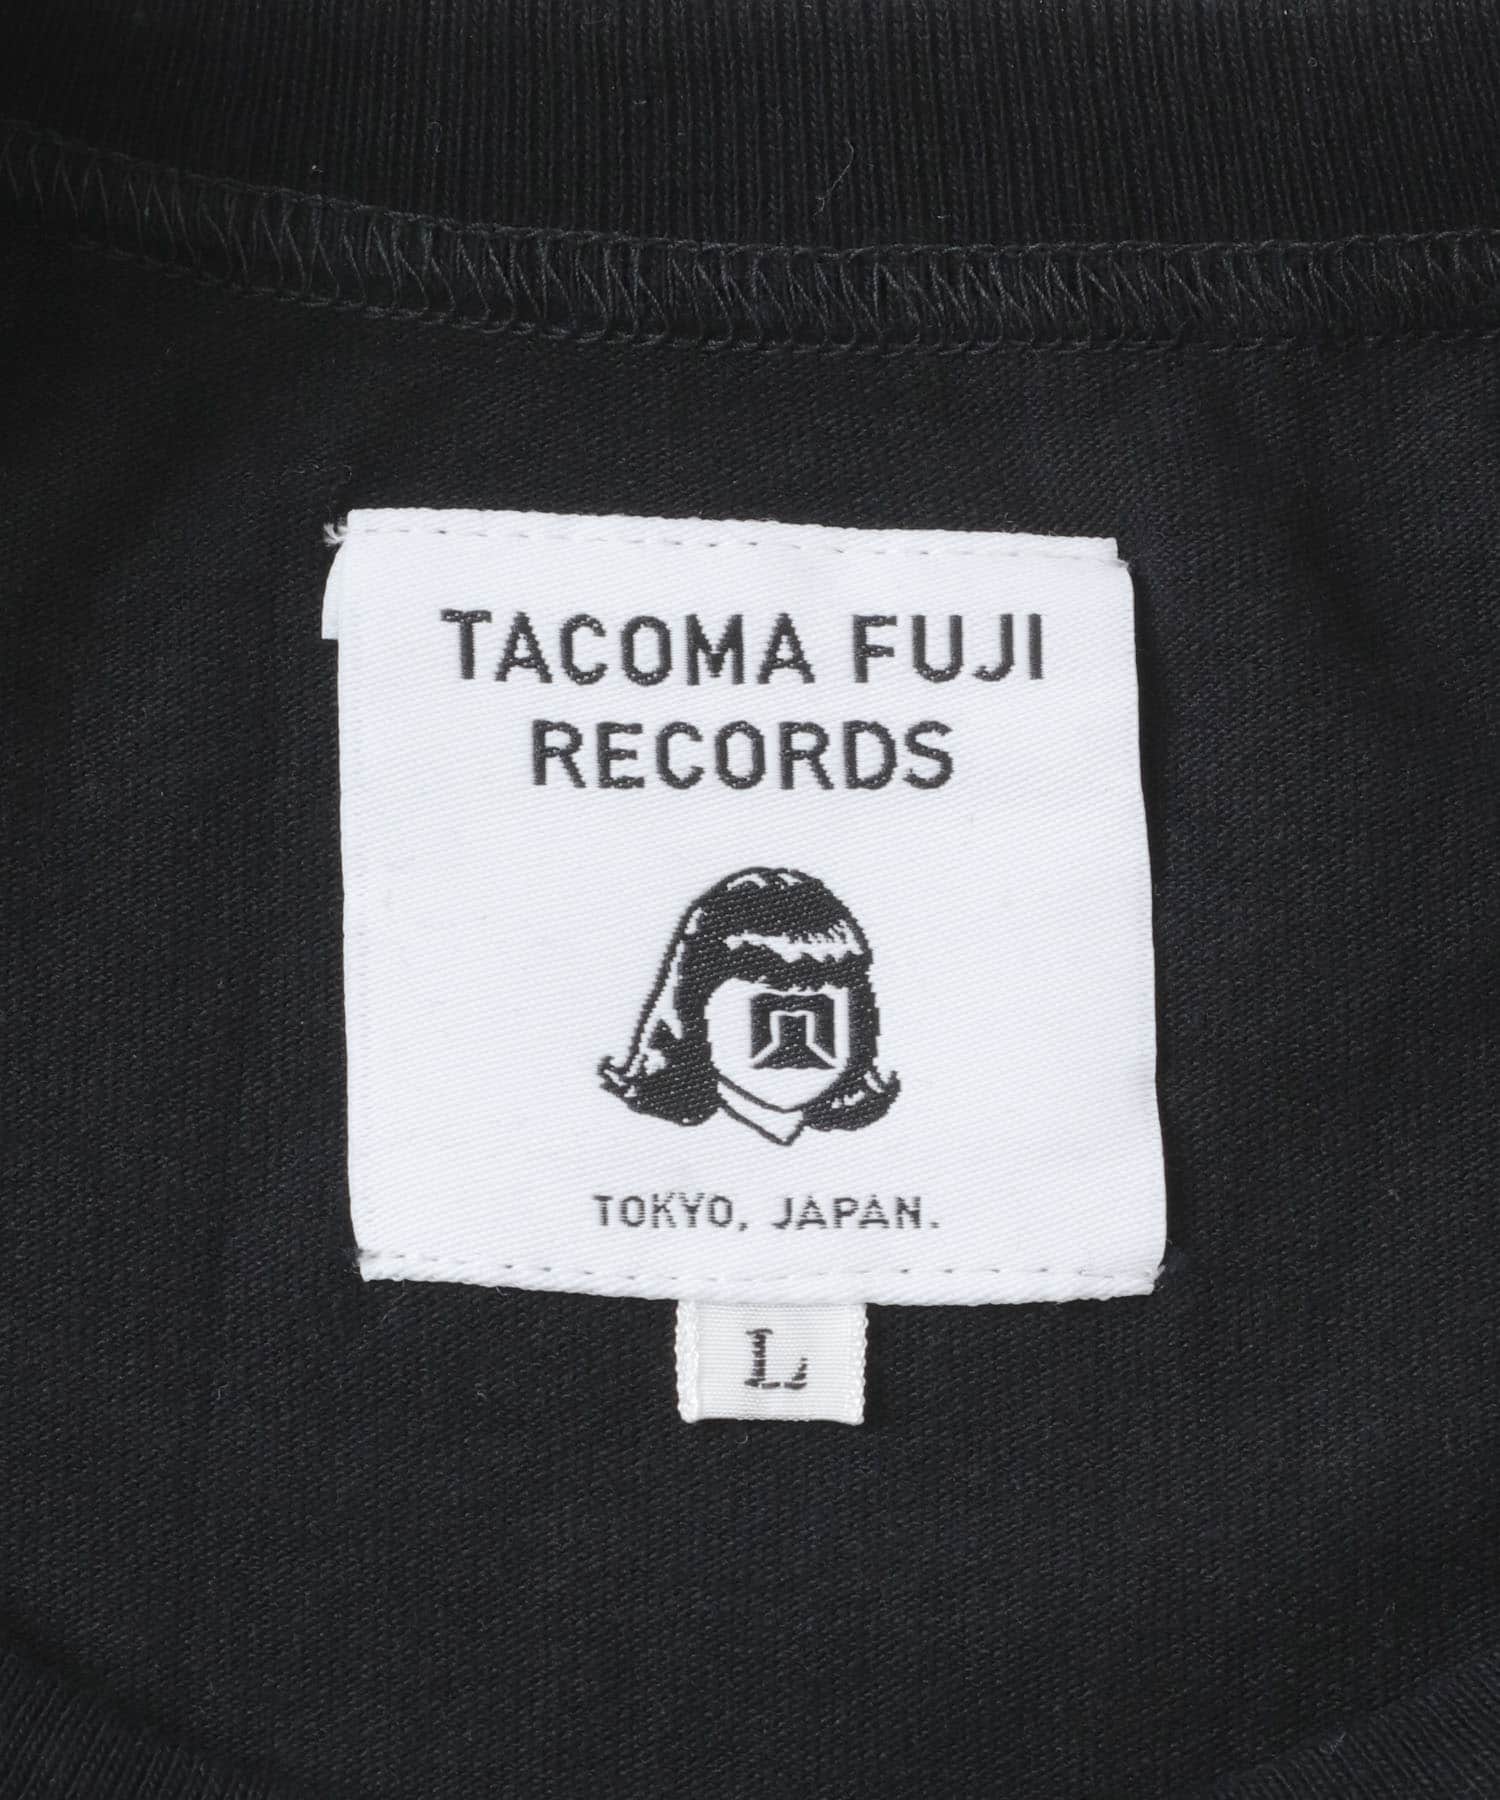 TACOMA FUJI
RECORDS
TOKYO, JAPAN.
L